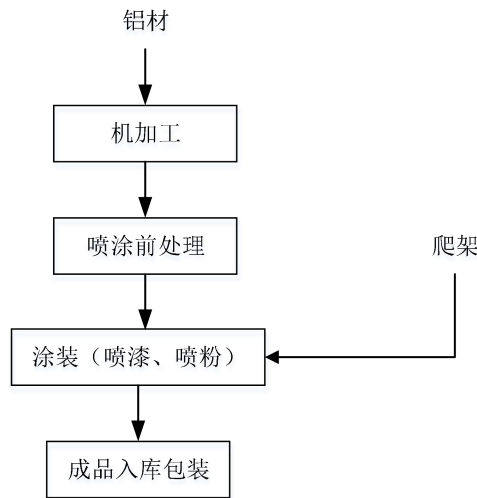 铝材
机加工
喷涂前处理
爬架
涂装（喷漆、喷粉）
成品入库包装